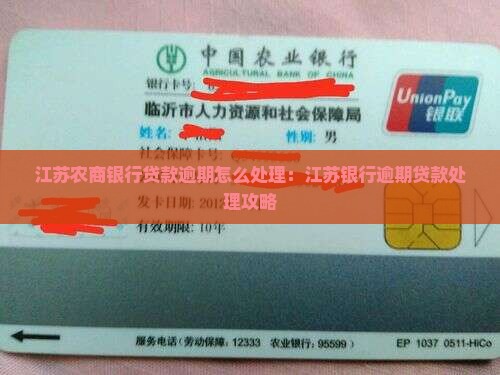 中国农业银行
AGRICULTURAL BANK OF CHINA
银行卡号:
UnionPay
银联
临沂市人力资源和社会保障局
姓名: 性别: 男
社会保障卡号:
江苏农商银行贷款逾期怎么处理：江苏银行逾期贷款处
理攻略
发卡日期: 2012
有效期限: 10年
服务电话(劳动保障: 12333 农业银行: 95599)
EP 1037 0511-HiCo